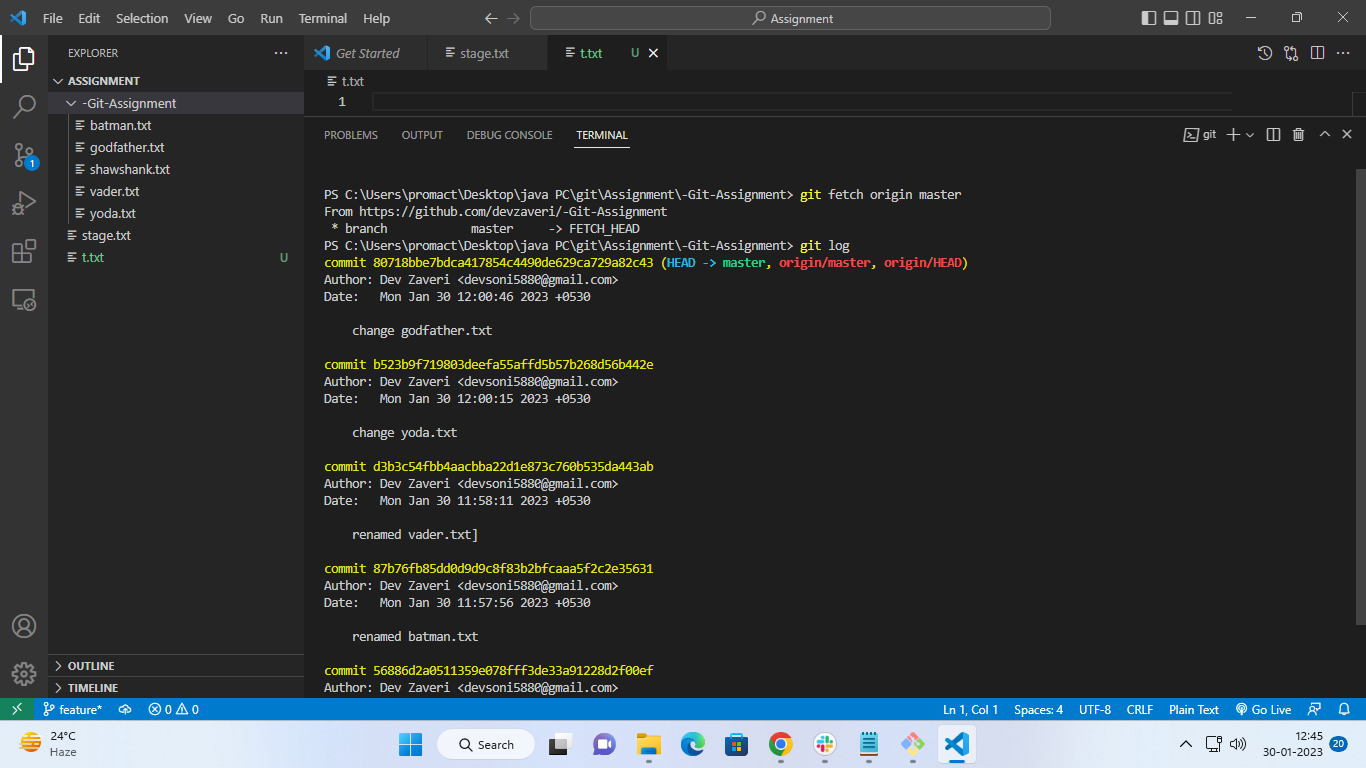 File Edit Selection View Go Run Terminal Help
Assignment
EXPLORER
Get Started
stage.txt
t.txt U
ASSIGNMENT
-Git-Assignment
batman.txt
godfather.txt
shawshank.txt
vader.txt
yoda.txt
stage.txt
t.txt U
1
t.txt
1
PROBLEMS OUTPUT DEBUG CONSOLE TERMINAL
git
PS C:\Users\promact\Desktop\java PC\git\Assignment\-Git-Assignment> git fetch origin master
From https://github.com/devzaveri/-Git-Assignment
* branch master -> FETCH_HEAD
PS C:\Users\promact\Desktop\java PC\git\Assignment\-Git-Assignment> git log
commit 80718bbe7bdca417854c4490de629ca729a82c43 (HEAD -> master, origin/master, origin/HEAD)
Author: Dev Zaveri <devsoni5880@gmail.com>
Date: Mon Jan 30 12:00:46 2023 +0530
change godfather.txt
commit b523b9f719803deefa55affd5b57b268d56b442e
Author: Dev Zaveri <devsoni5880@gmail.com>
Date: Mon Jan 30 12:00:15 2023 +0530
change yoda.txt
commit d3b3c54fbb4aacbba22d1e873c760b535da443ab
Author: Dev Zaveri <devsoni5880@gmail.com>
Date: Mon Jan 30 11:58:11 2023 +0530
renamed vader.txt]
commit 87b76fb85dd0d9d9c8f83b2bfcaaa5f2c2e35631
Author: Dev Zaveri <devsoni5880@gmail.com>
Date: Mon Jan 30 11:57:56 2023 +0530
renamed batman.txt
commit 56886d2a0511359e078fff3de33a91228d2f00ef
Author: Dev Zaveri <devsoni5880@gmail.com>
OUTLINE
TIMELINE
feature* 0 0
Ln 1, Col 1 Spaces: 4 UTF-8 CRLF Plain Text Go Live
24°C
Haze
Search
12:45
30-01-2023
20